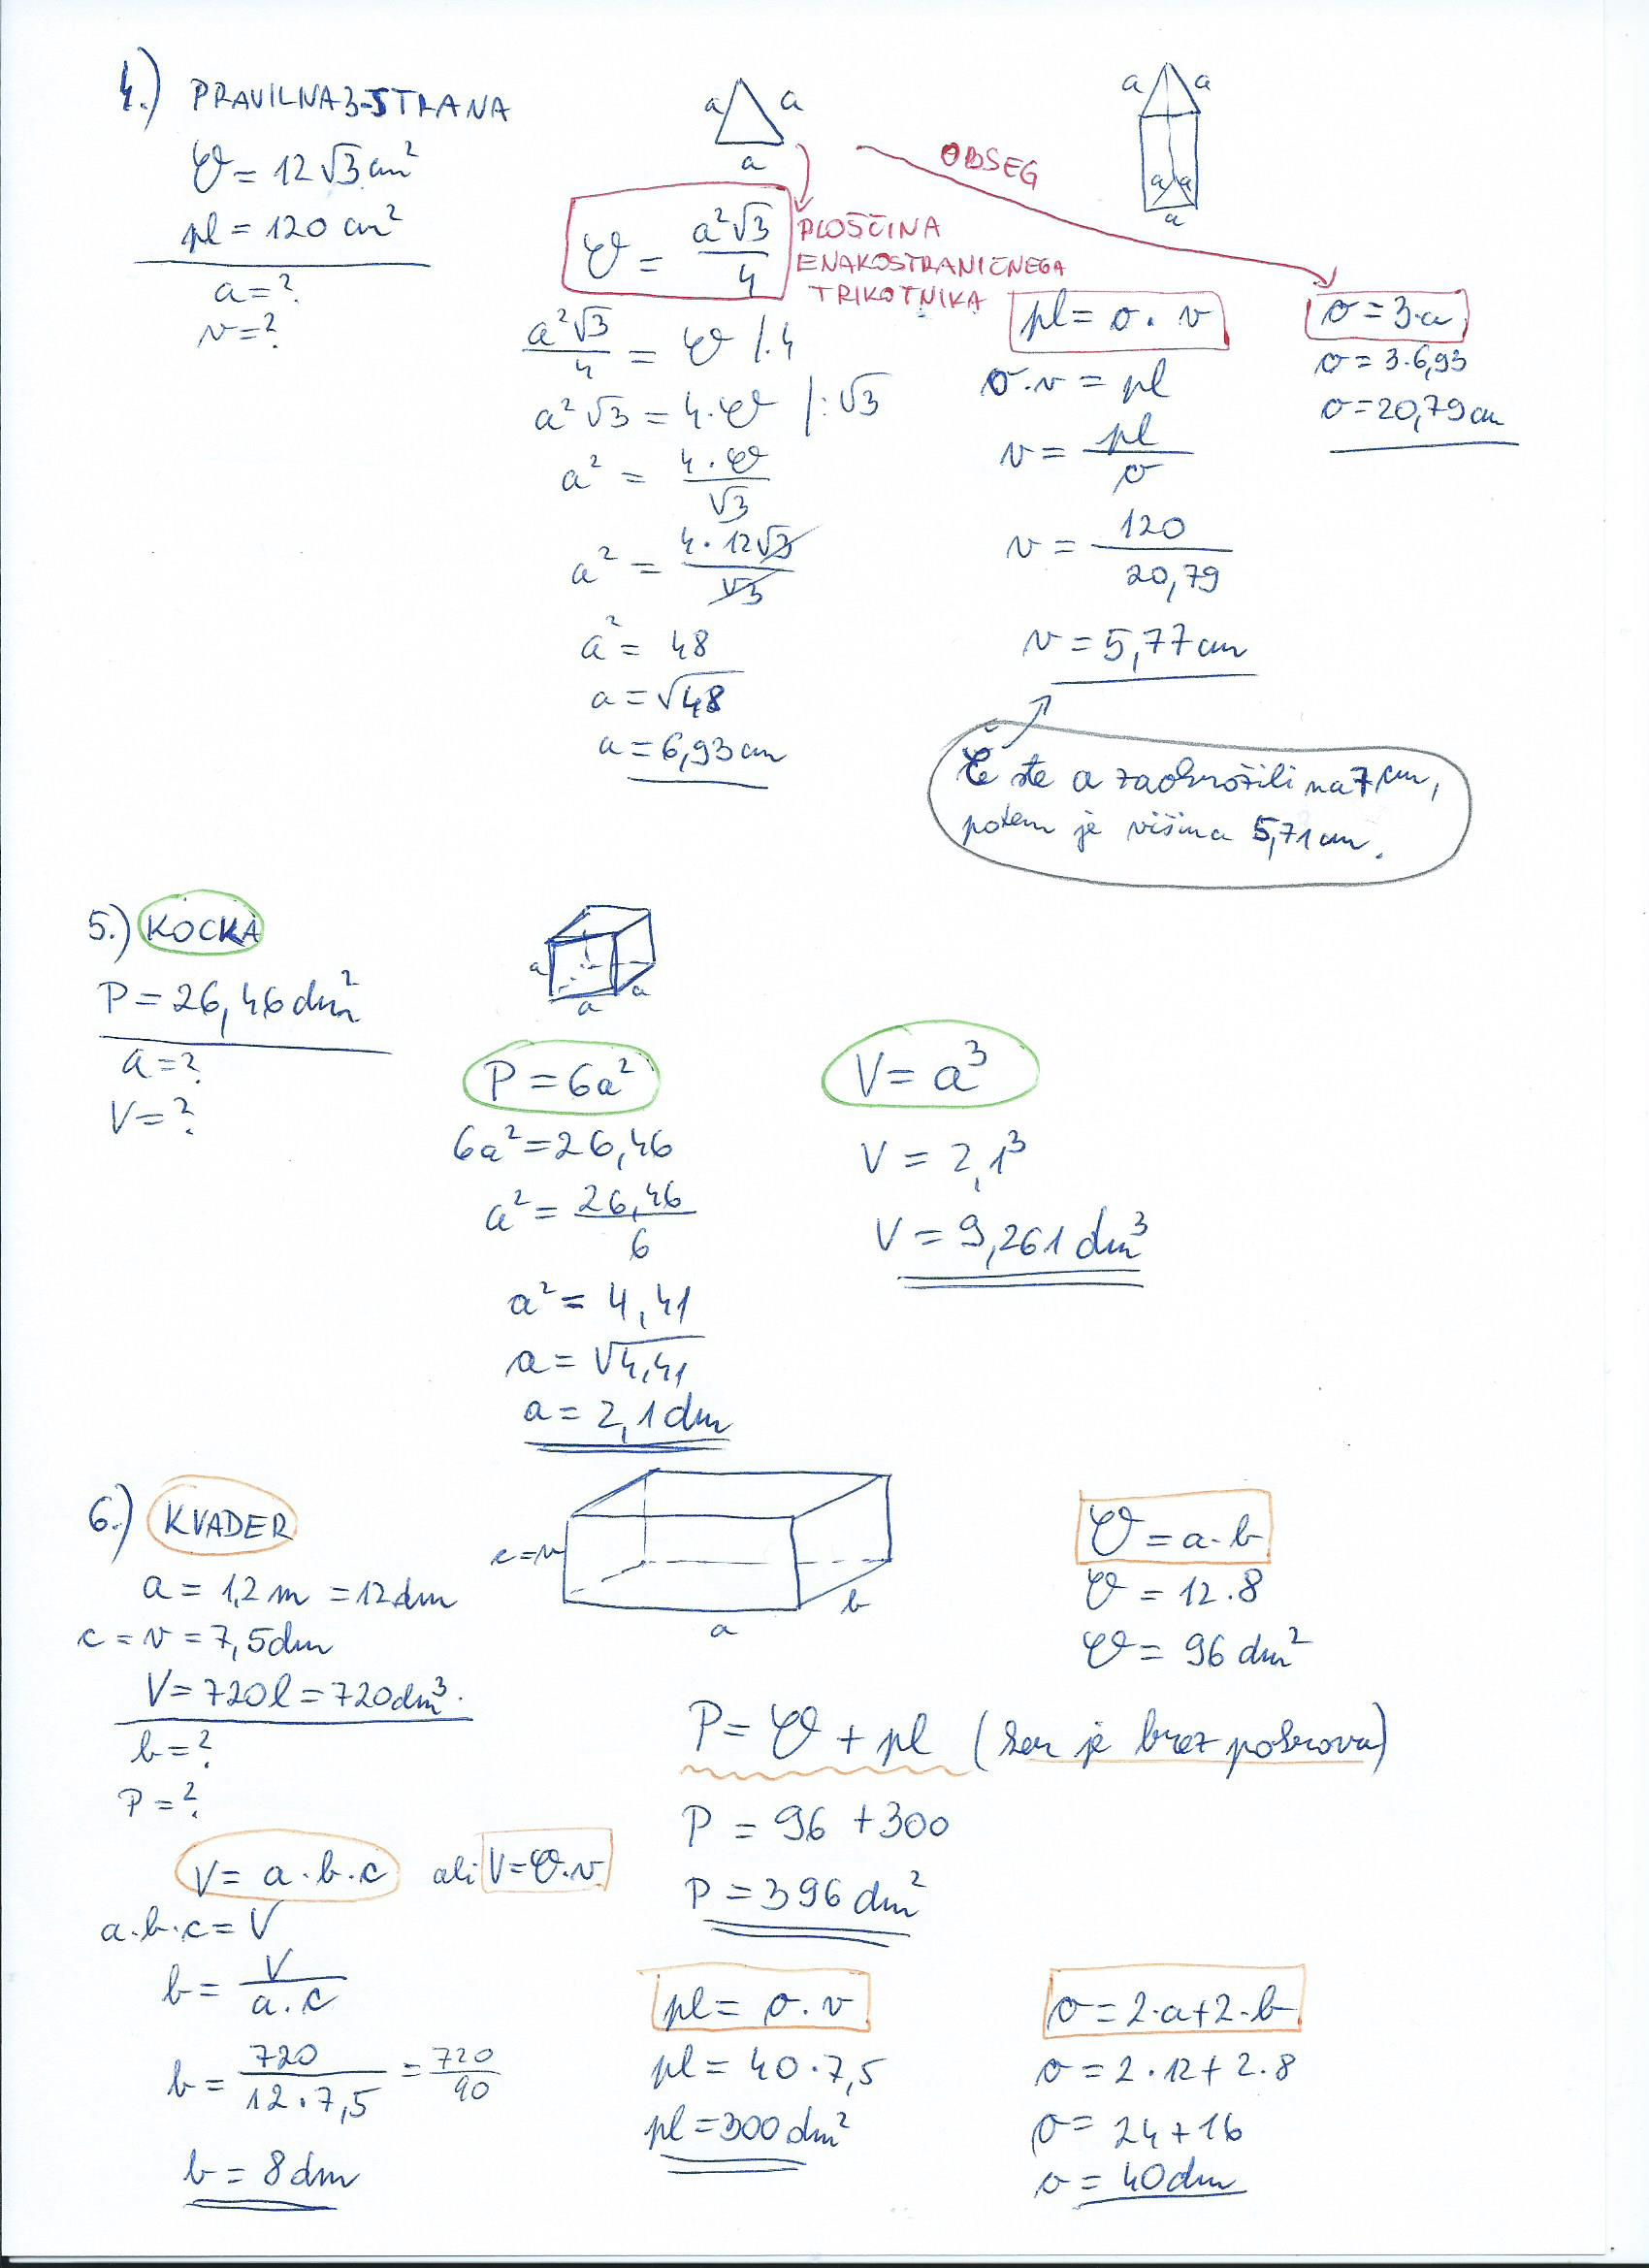 4.) PRAVILNA 3-STRANA
𝒪 = 12√3 cm²
pl = 120 cm²
a = ?
v = ?
a a
a
𝒪 = a²√3/4
PLOŠČINA
ENAKOSTRANIČNEGA
TRIKOTNIKA
a²√3/4 = 𝒪 /·4
a²√3 = 4·𝒪 /:√3
a² = 4·𝒪/√3
a² = 4·12√3/√3
a² = 48
a = √48
a = 6,93 cm
OBSEG
a a
a a
a
pl = o · v
o·v = pl
v = pl/o
v = 120/20,79
v = 5,77 cm
o = 3·a
o = 3·6,93
o = 20,79 cm
Če ste a zaokrožili na 7 cm,
potem je višina 5,71 cm.
5.) KOCKA
P = 26,46 dm²
a = ?
V = ?
a
a
a
P = 6a²
6a² = 26,46
a² = 26,46/6
a² = 4,41
a = √4,41
a = 2,1 dm
V = a³
V = 2,1³
V = 9,261 dm³
6.) KVADER
a = 1,2 m = 12 dm
c = v = 7,5 dm
V = 720 l = 720 dm³
b = ?
P = ?
c = v
a
b
𝒪 = a·b
𝒪 = 12·8
𝒪 = 96 dm²
P = 𝒪 + pl (ker je brez pokrova)
P = 96 + 300
P = 396 dm²
V = a·b·c ali V = 𝒪·v
a·b·c = V
b = V/a·c
b = 720/12·7,5 = 720/90
b = 8 dm
pl = o·v
pl = 40·7,5
pl = 300 dm²
o = 2·a + 2·b
o = 2·12 + 2·8
o = 24 + 16
o = 40 dm